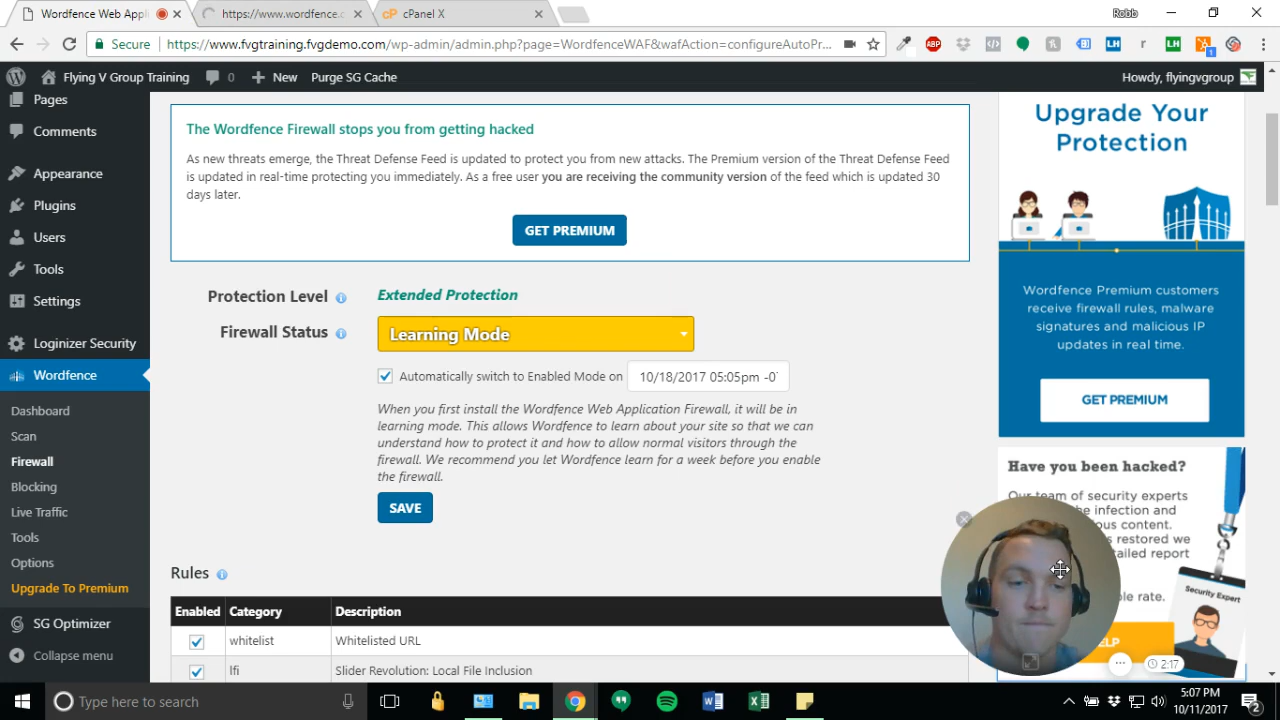 Wordfence Web Appli
https://www.wordfence.c
cPanel X
Robb
Secure
https://www.fvgtraining.fvgdemo.com/wp-admin/admin.php?page=WordfenceWAF&wafAction=configureAutoPr...
Flying V Group Training
0
New
Purge SG Cache
Howdy, flyingvgroup
Pages
Comments
Appearance
Plugins
Users
Tools
Settings
Loginizer Security
Wordfence
Dashboard
Scan
Firewall
Blocking
Live Traffic
Tools
Options
Upgrade To Premium
SG Optimizer
Collapse menu
The Wordfence Firewall stops you from getting hacked
As new threats emerge, the Threat Defense Feed is updated to protect you from new attacks. The Premium version of the Threat Defense Feed
is updated in real-time protecting you immediately. As a free user you are receiving the community version of the feed which is updated 30
days later.
GET PREMIUM
Protection Level
Extended Protection
Firewall Status
Learning Mode
Automatically switch to Enabled Mode on
10/18/2017 05:05pm -0
When you first install the Wordfence Web Application Firewall, it will be in
learning mode. This allows Wordfence to learn about your site so that we can
understand how to protect it and how to allow normal visitors through the
firewall. We recommend you let Wordfence learn for a week before you enable
the firewall.
SAVE
Rules
Enabled Category Description
whitelist Whitelisted URL
lfi Slider Revolution: Local File Inclusion
Upgrade Your
Protection
Wordfence Premium customers
receive firewall rules, malware
signatures and malicious IP
updates in real time.
GET PREMIUM
Have you been hacked?
Our team of security experts
the infection and
content.
restored we
report
rate.
Security Expert
2:17
Type here to search
5:07 PM
10/11/2017
2